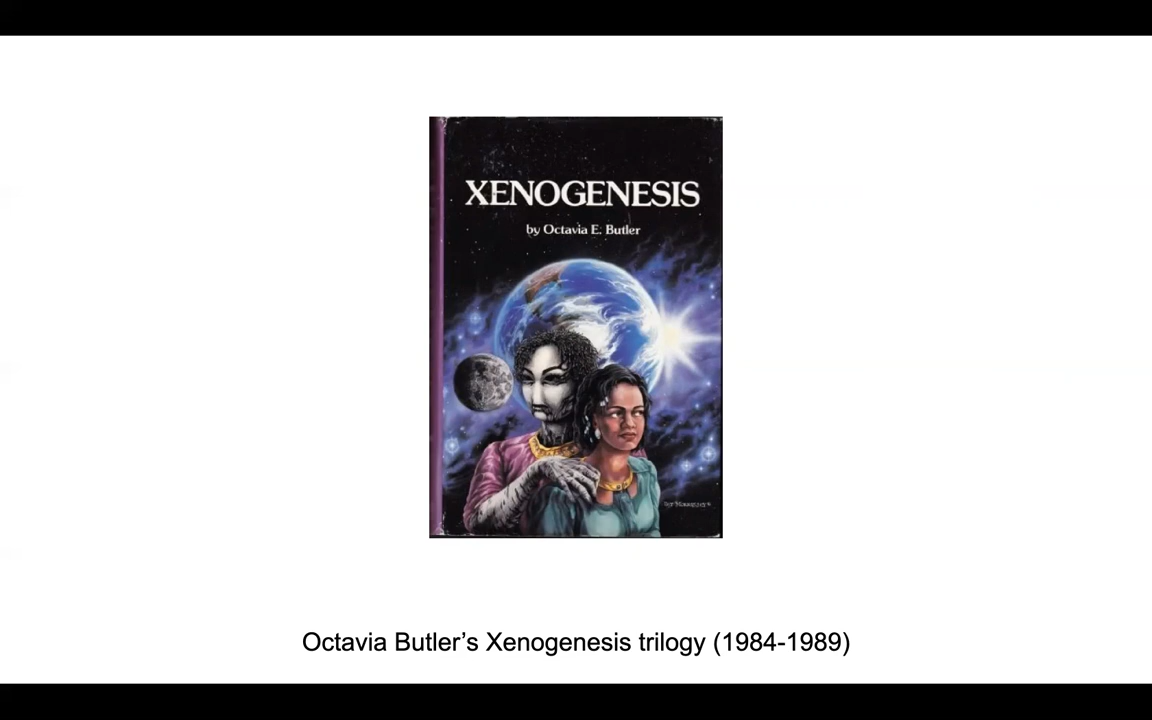 XENOGENESIS
by Octavia E. Butler
Octavia Butler’s Xenogenesis trilogy (1984-1989)